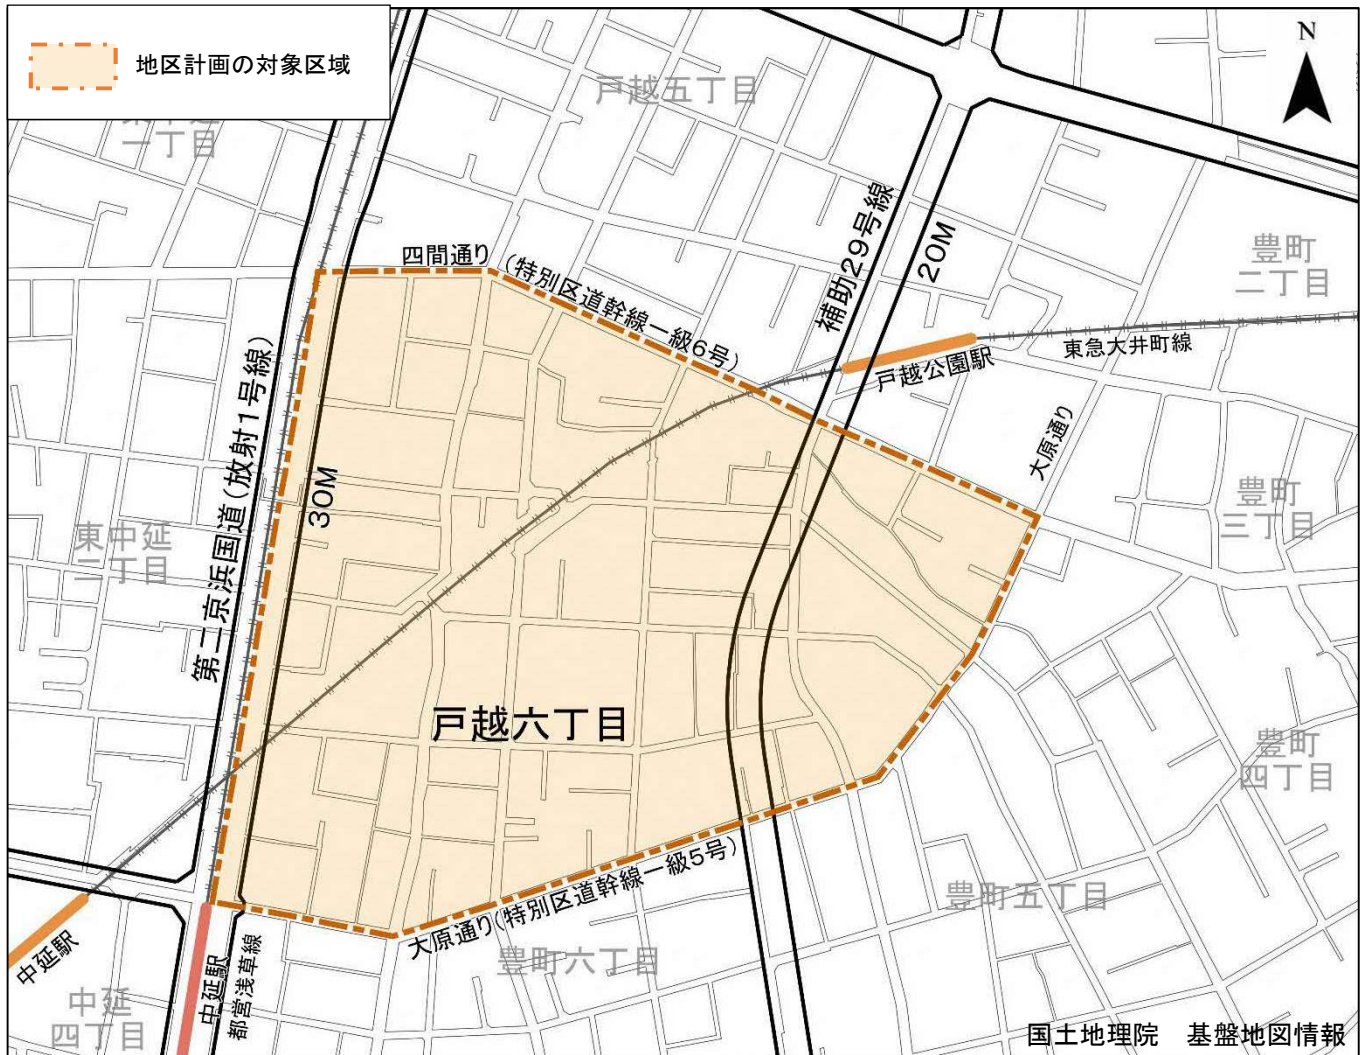 地区計画の対象区域
N
戸越五丁目
東中延
一丁目
四間通り（特別区道幹線一級6号）
補助29号線
20M
豊町
二丁目
東急大井町線
戸越公園駅
大原通り
第二京浜国道（放射1号線）
30M
豊町
三丁目
東中延
二丁目
戸越六丁目
豊町
四丁目
大原通り（特別区道幹線一級5号）
豊町五丁目
豊町六丁目
中延駅
中延駅
都営浅草線
中延
四丁目
国土地理院　基盤地図情報